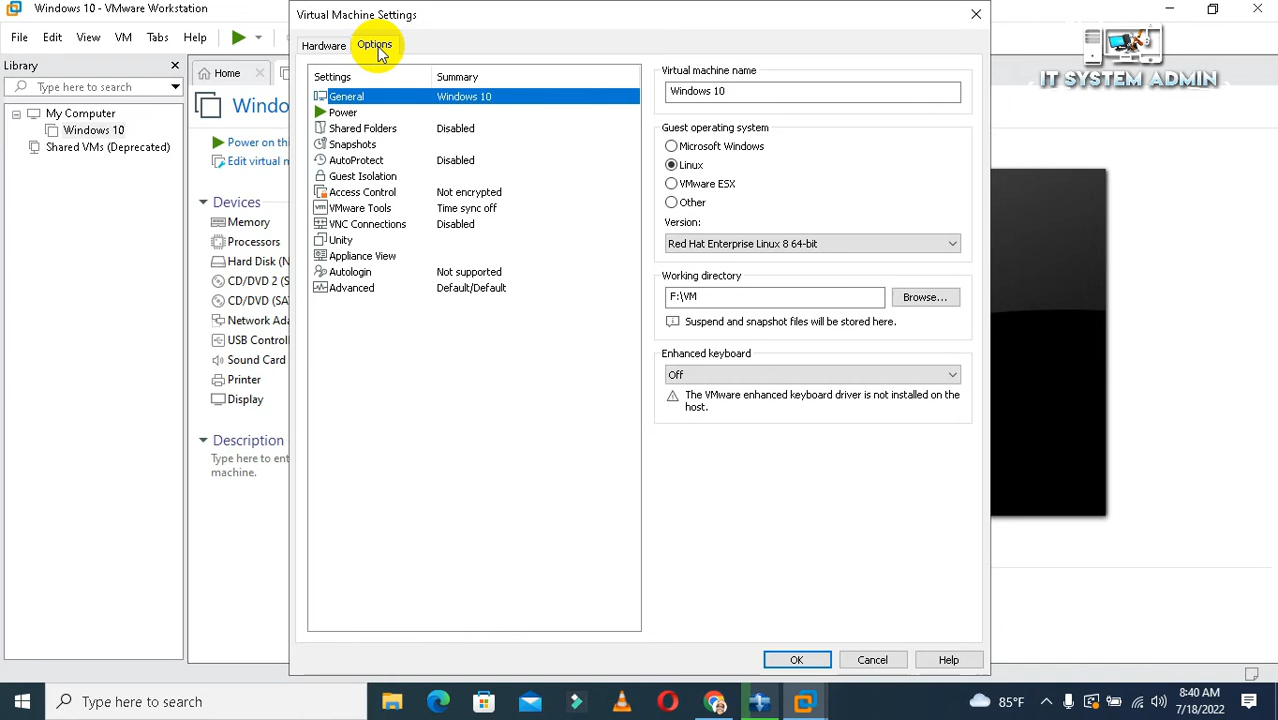 Windows 10 - VMware Workstation
File Edit View VM Tabs Help
Library
Type here to search
My Computer
Windows 10
Shared VMs (Deprecated)
Home
Windo
Power on thi
Edit virtual m
Devices
Memory
Processors
Hard Disk (N
CD/DVD 2 (S
CD/DVD (SA
Network Ada
USB Control
Sound Card
Printer
Display
Description
Type here to ent
machine.
Virtual Machine Settings
Hardware Options
Settings Summary
General Windows 10
Power
Shared Folders Disabled
Snapshots
AutoProtect Disabled
Guest Isolation
Access Control Not encrypted
VMware Tools Time sync off
VNC Connections Disabled
Unity
Appliance View
Autologin Not supported
Advanced Default/Default
Virtual machine name
Windows 10
Guest operating system
Microsoft Windows
Linux
VMware ESX
Other
Version:
Red Hat Enterprise Linux 8 64-bit
Working directory
F:\VM
Browse...
Suspend and snapshot files will be stored here.
Enhanced keyboard
Off
The VMware enhanced keyboard driver is not installed on the
host.
OK Cancel Help
IT SYSTEM ADMIN
Type here to search
85°F
8:40 AM
7/18/2022